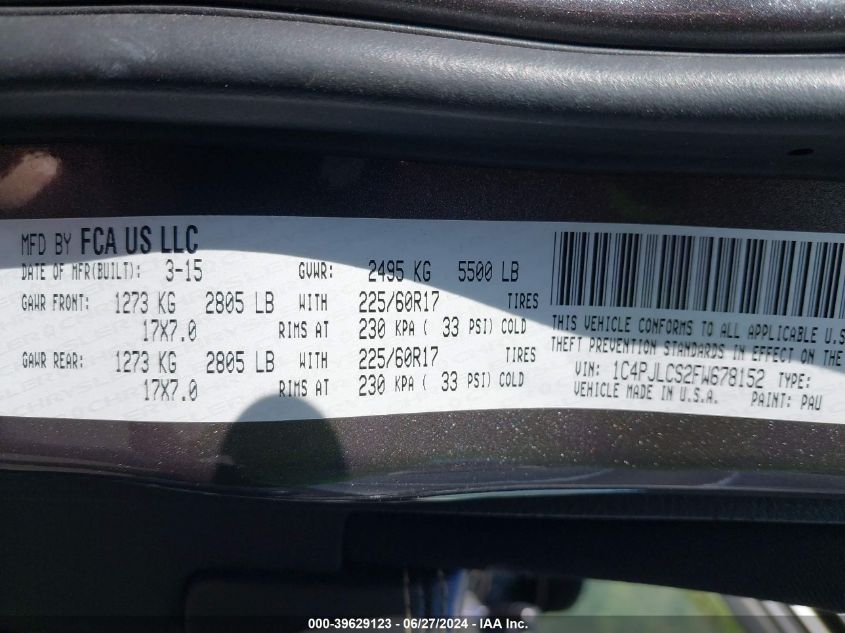 MFD BY FCA US LLC
DATE OF MFR(BUILT): 3-15 GVWR: 2495 KG 5500 LB
GAWR FRONT: 1273 KG 2805 LB WITH 225/60R17 TIRES
17X7.0 RIMS AT 230 KPA ( 33 PSI) COLD
GAWR REAR: 1273 KG 2805 LB WITH 225/60R17 TIRES
17X7.0 RIMS AT 230 KPA ( 33 PSI) COLD
THIS VEHICLE CONFORMS TO ALL APPLICABLE U.S
THEFT PREVENTION STANDARDS IN EFFECT ON THE
VIN: 1C4PJLCS2FW678152 TYPE:
VEHICLE MADE IN U.S.A. PAINT: PAU
000-39629123 - 06/27/2024 - IAA Inc.